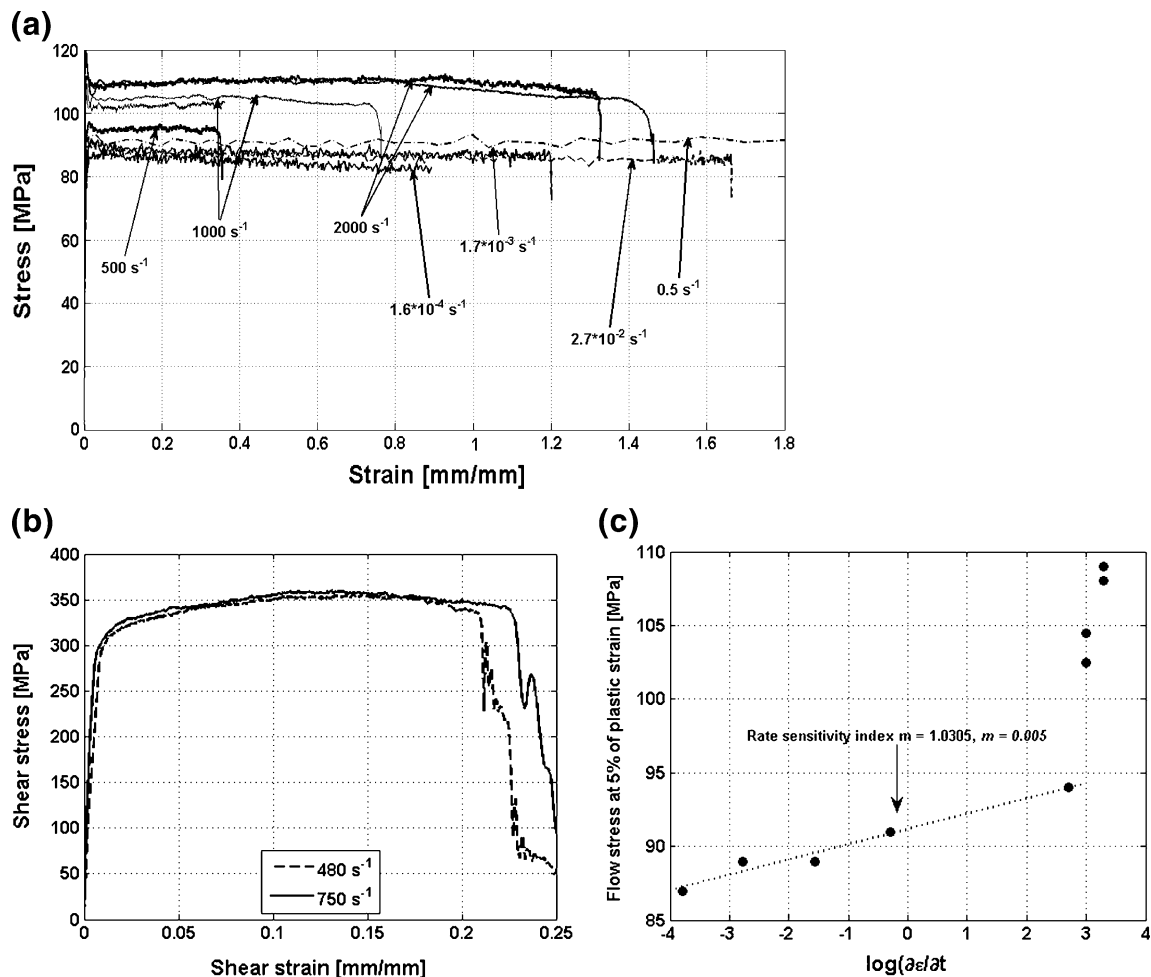 (a)
120
100
80
60
40
20
0
Stress [MPa]
500 s-1
1000 s-1
2000 s-1
1.7*10-3 s-1
1.6*10-4 s-1
2.7*10-2 s-1
0.5 s-1
0 0.2 0.4 0.6 0.8 1 1.2 1.4 1.6 1.8
Strain [mm/mm]
(b)
400
350
300
250
200
150
100
50
0
Shear stress [MPa]
480 s-1
750 s-1
0 0.05 0.1 0.15 0.2 0.25
Shear strain [mm/mm]
(c)
110
105
100
95
90
85
Flow stress at 5% of plastic strain [MPa]
Rate sensitivity index m = 1.0305, m = 0.005
-4 -3 -2 -1 0 1 2 3 4
log(∂ε/∂t